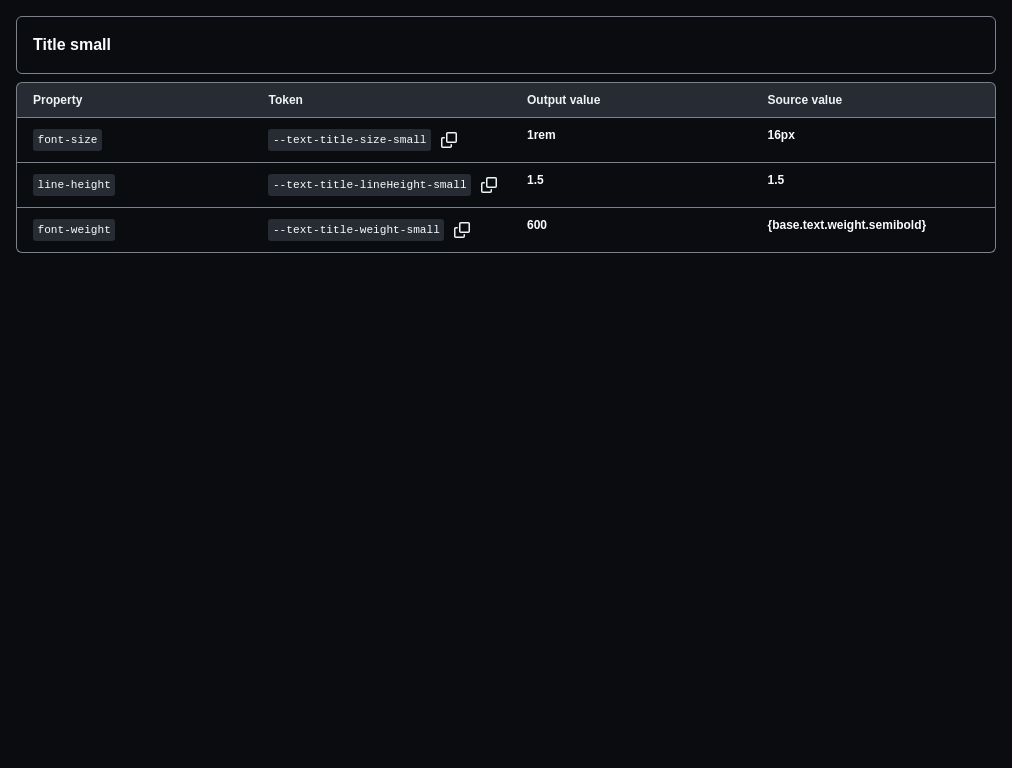 Title small
Property Token Output value Source value
font-size --text-title-size-small 1rem 16px
line-height --text-title-lineHeight-small 1.5 1.5
font-weight --text-title-weight-small 600 {base.text.weight.semibold}